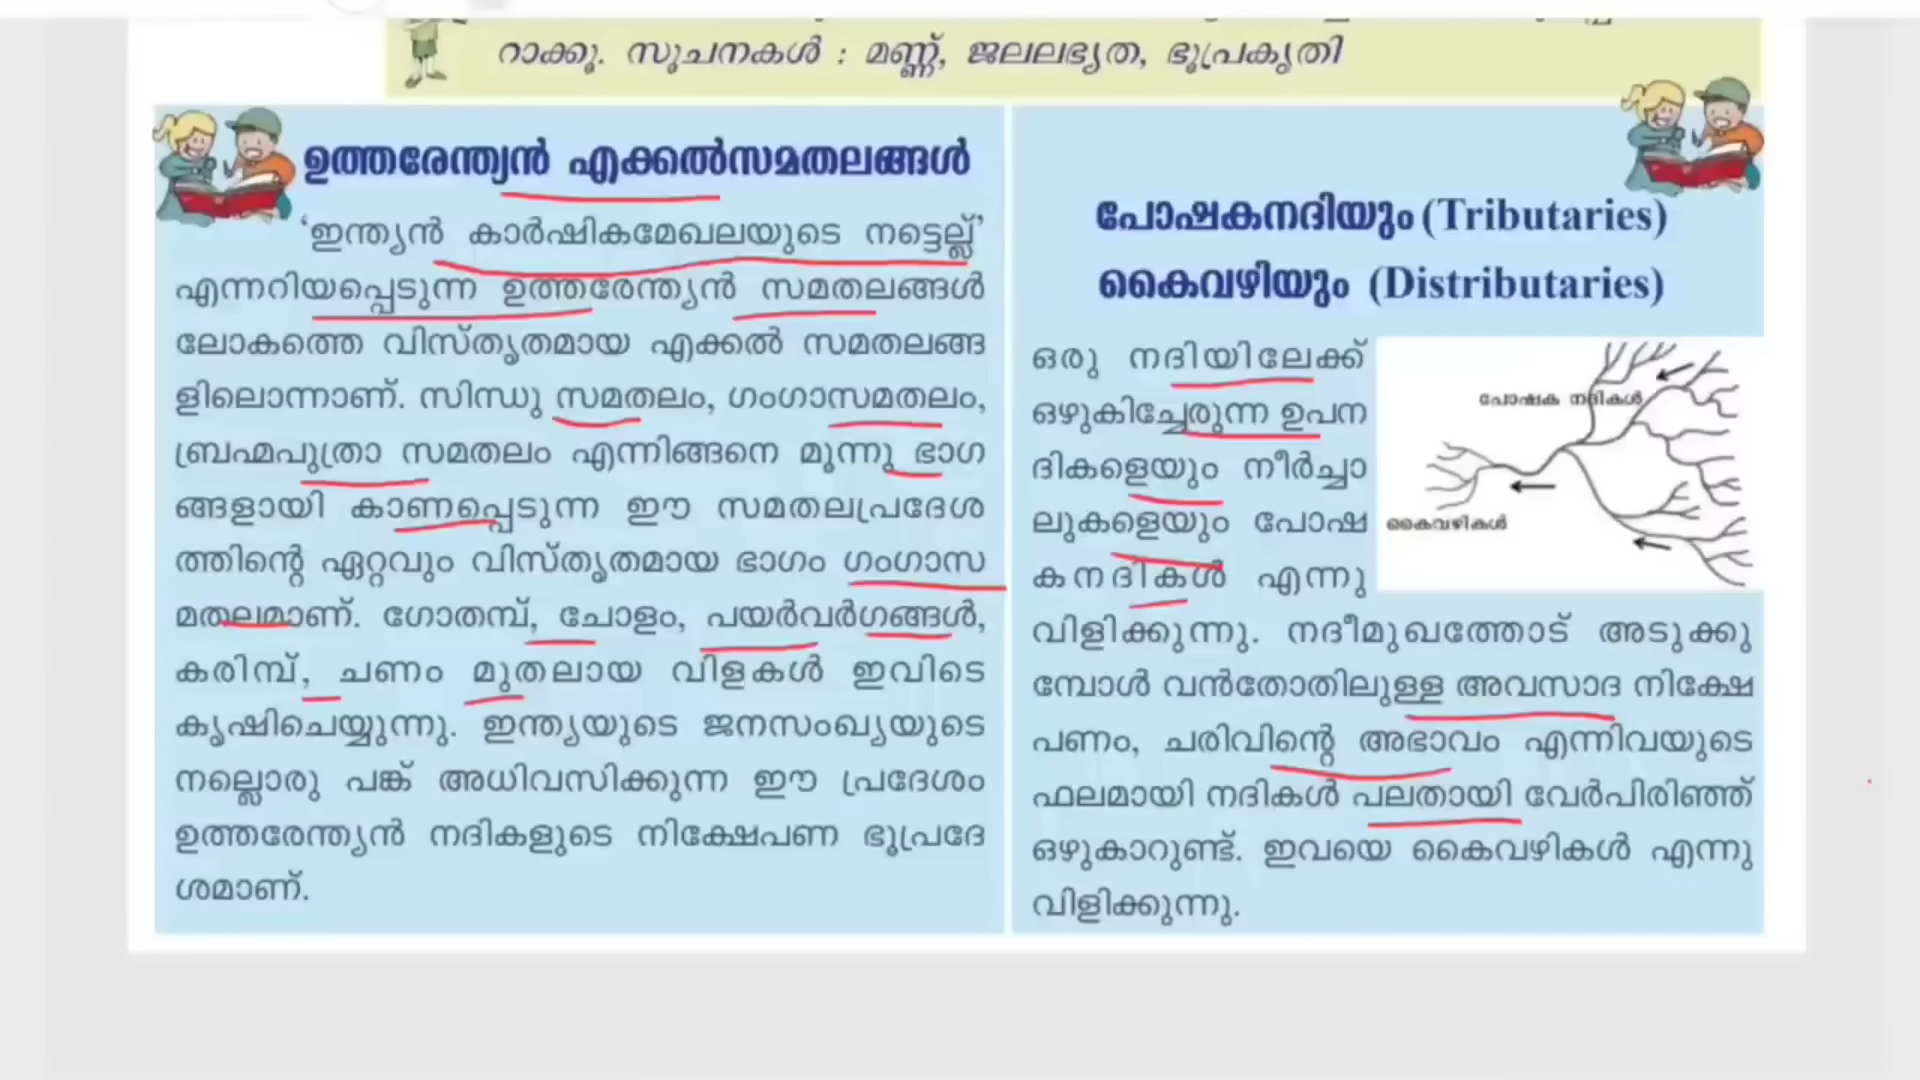 റാക്കൂ. സൂചനകൾ : മണ്ണ്, ജലലഭ്യത, ഭൂപ്രകൃതി
ഉത്തരേന്ത്യൻ എക്കൽസമതലങ്ങൾ
‘ഇന്ത്യൻ കാർഷികമേഖലയുടെ നട്ടെല്ല്’
എന്നറിയപ്പെടുന്ന ഉത്തരേന്ത്യൻ സമതലങ്ങൾ
ലോകത്തെ വിസ്തൃതമായ എക്കൽ സമതലങ്ങ
ളിലൊന്നാണ്. സിന്ധു സമതലം, ഗംഗാസമതലം,
ബ്രഹ്മപുത്രാ സമതലം എന്നിങ്ങനെ മൂന്നു ഭാഗ
ങ്ങളായി കാണപ്പെടുന്ന ഈ സമതലപ്രദേശ
ത്തിന്റെ ഏറ്റവും വിസ്തൃതമായ ഭാഗം ഗംഗാസ
മതലമാണ്. ഗോതമ്പ്, ചോളം, പയർവർഗങ്ങൾ,
കരിമ്പ്, ചണം മുതലായ വിളകൾ ഇവിടെ
കൃഷിചെയ്യുന്നു. ഇന്ത്യയുടെ ജനസംഖ്യയുടെ
നല്ലൊരു പങ്ക് അധിവസിക്കുന്ന ഈ പ്രദേശം
ഉത്തരേന്ത്യൻ നദികളുടെ നിക്ഷേപണ ഭൂപ്രദേ
ശമാണ്.
പോഷകനദിയും (Tributaries)
കൈവഴിയും (Distributaries)
ഒരു നദിയിലേക്ക്
ഒഴുകിച്ചേരുന്ന ഉപന
ദികളെയും നീർച്ചാ
ലുകളെയും പോഷ
കനദികൾ എന്നു
വിളിക്കുന്നു. നദീമുഖത്തോട് അടുക്കു
മ്പോൾ വൻതോതിലുള്ള അവസാദ നിക്ഷേ
പണം, ചരിവിന്റെ അഭാവം എന്നിവയുടെ
ഫലമായി നദികൾ പലതായി വേർപിരിഞ്ഞ്
ഒഴുകാറുണ്ട്. ഇവയെ കൈവഴികൾ എന്നു
വിളിക്കുന്നു.
പോഷക നദികൾ
കൈവഴികൾ